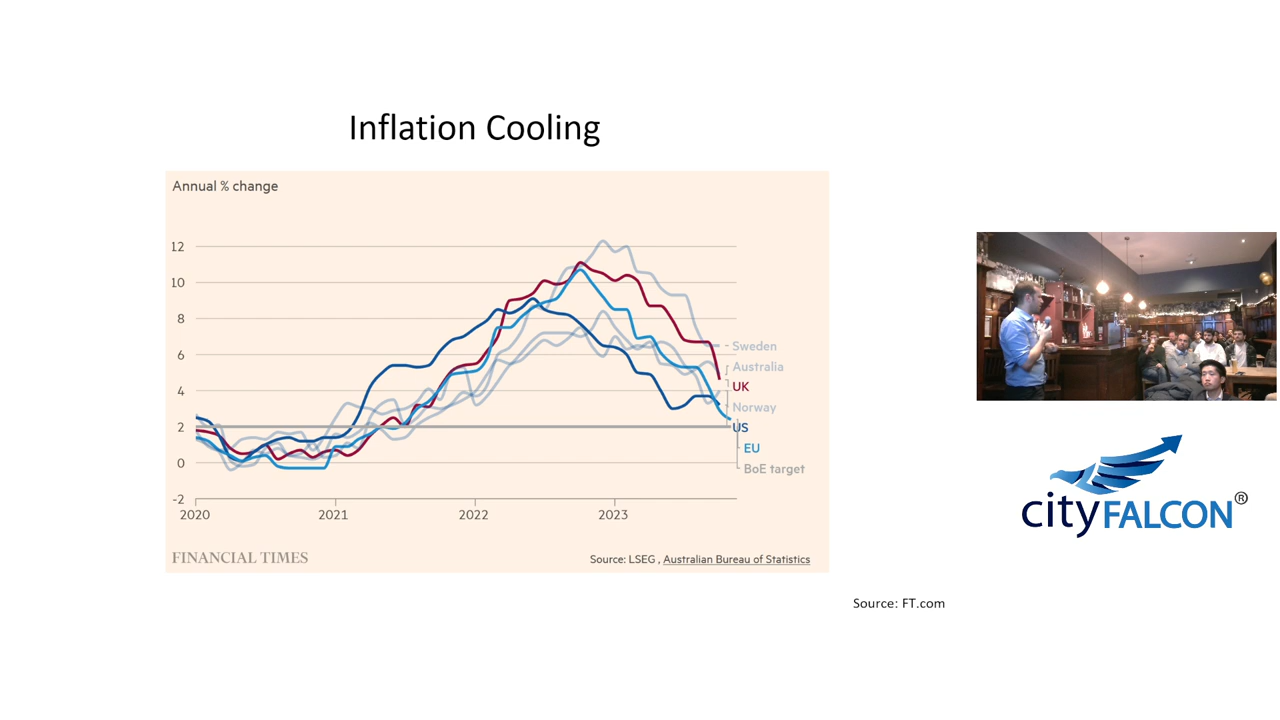 Inflation Cooling
Annual % change
12
10
8
6
4
2
0
-2
2020
2021
2022
2023
Sweden
Australia
UK
Norway
US
EU
BoE target
FINANCIAL TIMES
Source: LSEG , Australian Bureau of Statistics
Source: FT.com
cityFALCON®